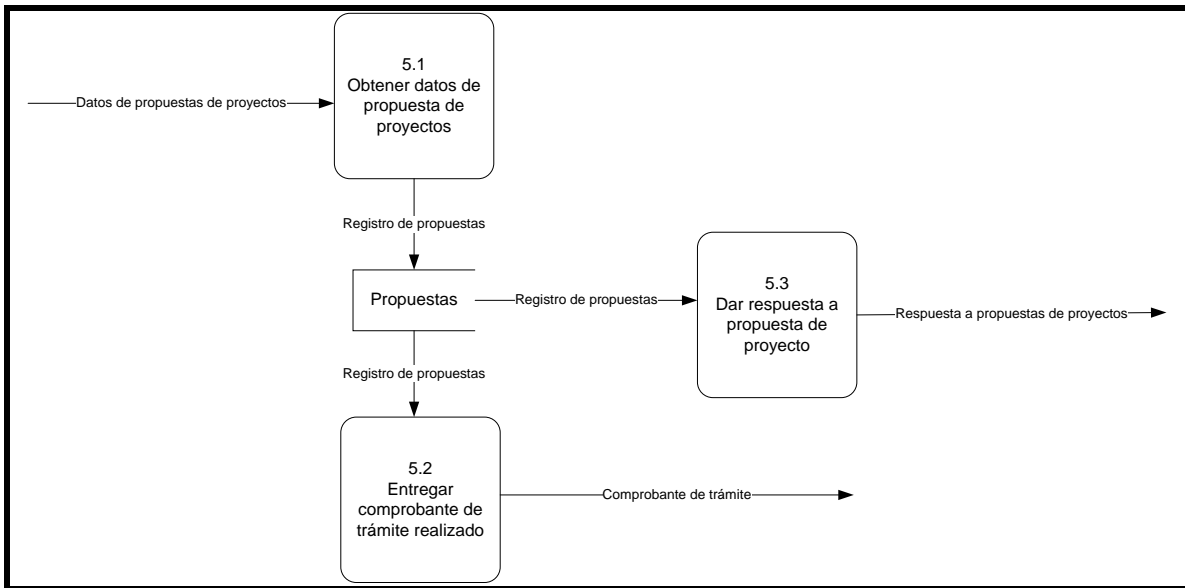 5.1
Obtener datos de
propuesta de
proyectos
Datos de propuestas de proyectos
Registro de propuestas
Propuestas
Registro de propuestas
5.3
Dar respuesta a
propuesta de
proyecto
Respuesta a propuestas de proyectos
Registro de propuestas
5.2
Entregar
comprobante de
trámite realizado
Comprobante de trámite